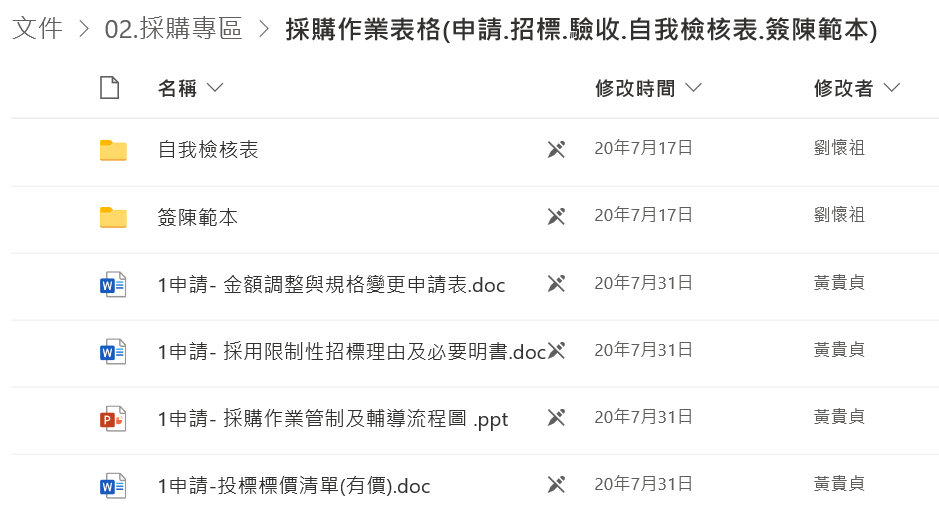 文件 > 02.採購專區 > 採購作業表格(申請.招標.驗收.自我檢核表.簽陳範本)
名稱 修改時間 修改者
自我檢核表 20年7月17日 劉懷祖
簽陳範本 20年7月17日 劉懷祖
1申請- 金額調整與規格變更申請表.doc 20年7月31日 黃貴貞
1申請- 採用限制性招標理由及必要明書.doc 20年7月31日 黃貴貞
1申請- 採購作業管制及輔導流程圖 .ppt 20年7月31日 黃貴貞
1申請-投標標價清單(有價).doc 20年7月31日 黃貴貞